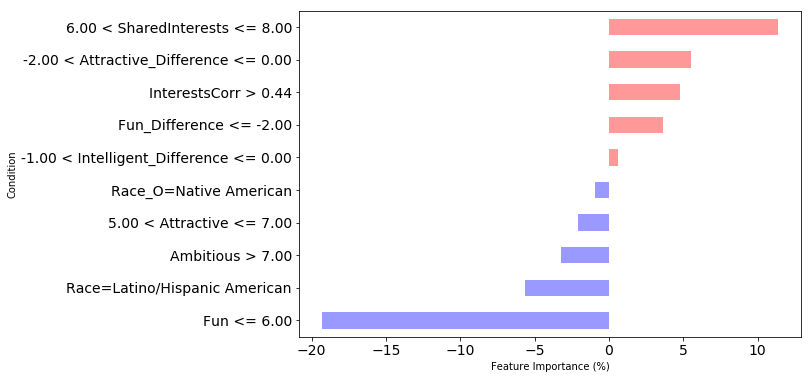 6.00 < SharedInterests <= 8.00
-2.00 < Attractive_Difference <= 0.00
InterestsCorr > 0.44
Fun_Difference <= -2.00
-1.00 < Intelligent_Difference <= 0.00
Race_O=Native American
5.00 < Attractive <= 7.00
Ambitious > 7.00
Race=Latino/Hispanic American
Fun <= 6.00
Condition
−20 −15 −10 −5 0 5 10
Feature Importance (%)